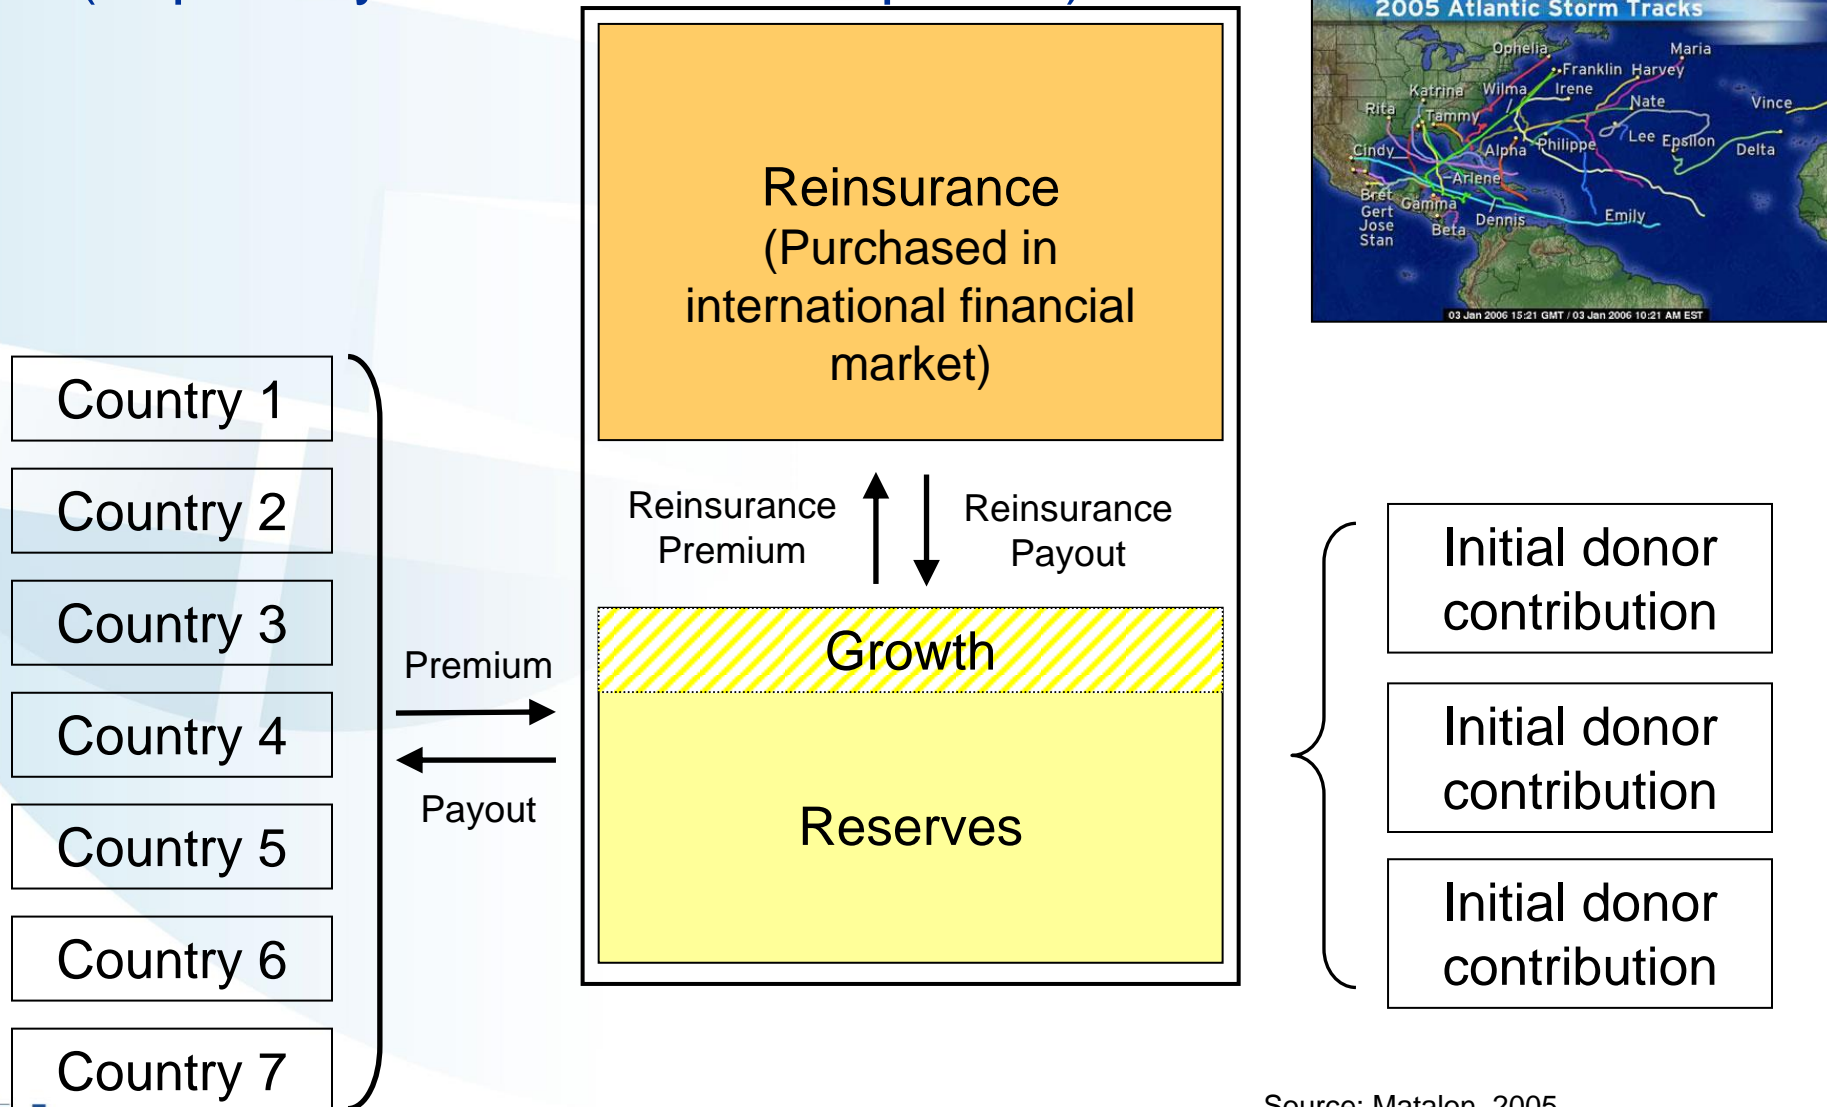 2005 Atlantic Storm Tracks
Ophelia
Maria
Franklin
Harvey
Katrina
Wilma
Irene
Rita
Tammy
Nate
Vince
Cindy
Alpha
Philippe
Lee
Epsilon
Delta
Arlene
Bret
Gert
Jose
Stan
Gamma
Beta
Dennis
Emily
03 Jan 2006 15:21 GMT / 03 Jan 2006 10:21 AM EST
Reinsurance
(Purchased in
international financial
market)
Country 1
Country 2
Country 3
Country 4
Country 5
Country 6
Country 7
Premium
Payout
Reinsurance
Premium
Reinsurance
Payout
Growth
Reserves
Initial donor
contribution
Initial donor
contribution
Initial donor
contribution
Source: Matalon, 2005